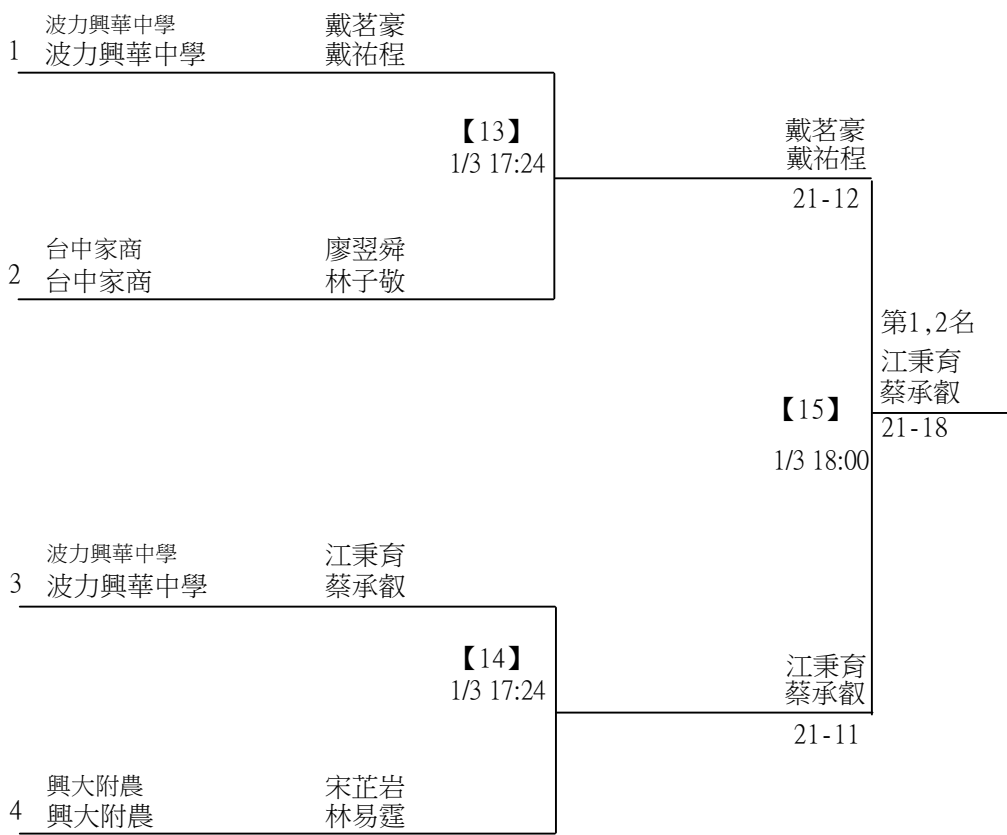 波力興華中學 戴茗豪
1 波力興華中學 戴祐程
【13】
1/3 17:24
戴茗豪
戴祐程
21-12
台中家商 廖翌舜
2 台中家商 林子敬
第1,2名
江秉育
蔡承叡
【15】
21-18
1/3 18:00
波力興華中學 江秉育
3 波力興華中學 蔡承叡
【14】
1/3 17:24
江秉育
蔡承叡
21-11
興大附農 宋芷岩
4 興大附農 林易霆